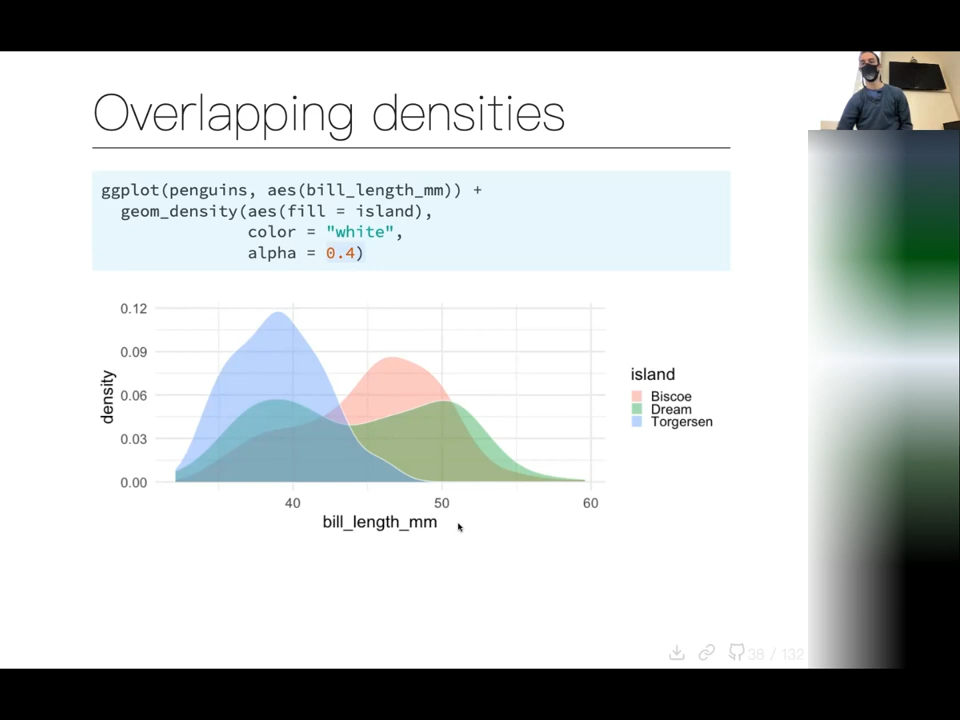 Overlapping densities
ggplot(penguins, aes(bill_length_mm)) +
geom_density(aes(fill = island),
color = "white",
alpha = 0.4)
0.12
0.09
0.06
0.03
0.00
density
40
50
60
bill_length_mm
island
Biscoe
Dream
Torgersen
38 / 132